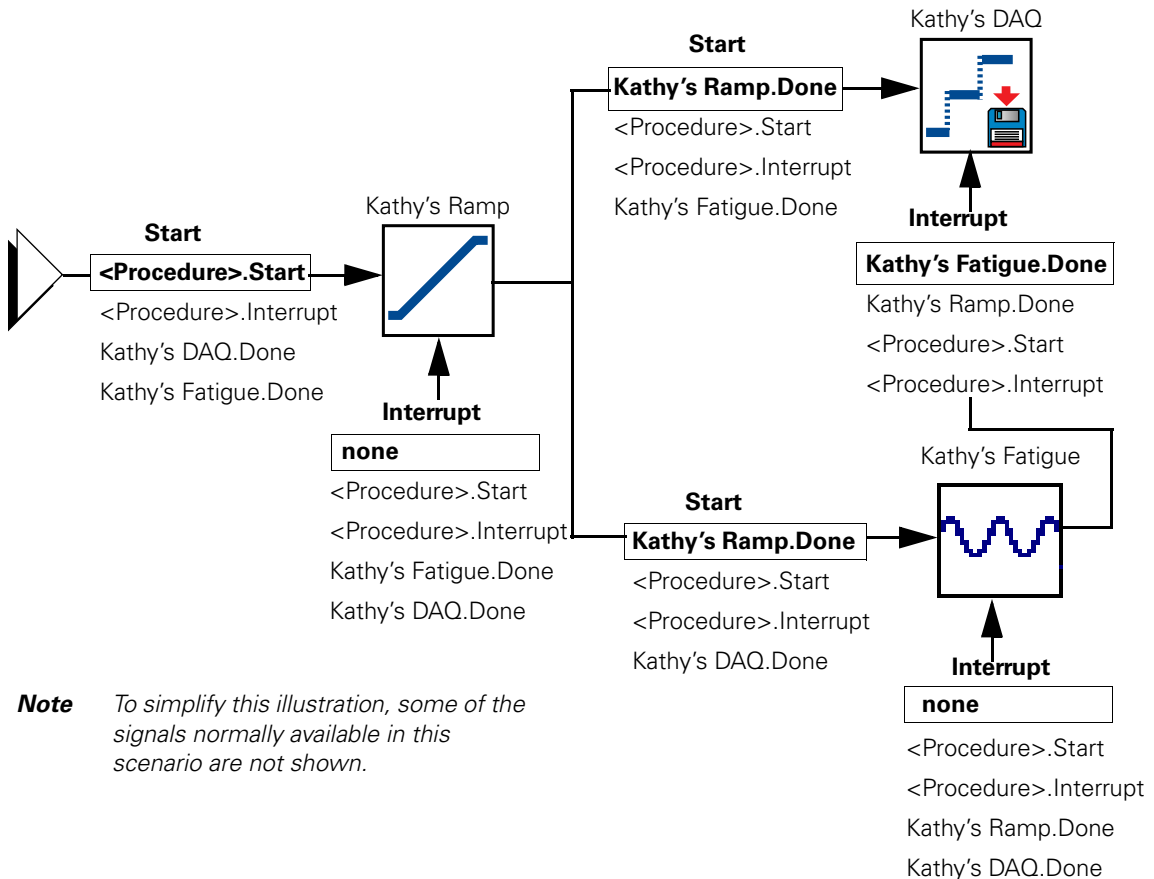 Kathy's DAQ
Start
Kathy's Ramp.Done
<Procedure>.Start
<Procedure>.Interrupt
Kathy's Fatigue.Done
Kathy's Ramp
Start
<Procedure>.Start
<Procedure>.Interrupt
Kathy's DAQ.Done
Kathy's Fatigue.Done
Interrupt
none
<Procedure>.Start
<Procedure>.Interrupt
Kathy's Fatigue.Done
Kathy's DAQ.Done
Interrupt
Kathy's Fatigue.Done
Kathy's Ramp.Done
<Procedure>.Start
<Procedure>.Interrupt
Kathy's Fatigue
Start
Kathy's Ramp.Done
<Procedure>.Start
<Procedure>.Interrupt
Kathy's DAQ.Done
Interrupt
none
<Procedure>.Start
<Procedure>.Interrupt
Kathy's Ramp.Done
Kathy's DAQ.Done
Note To simplify this illustration, some of the
signals normally available in this
scenario are not shown.